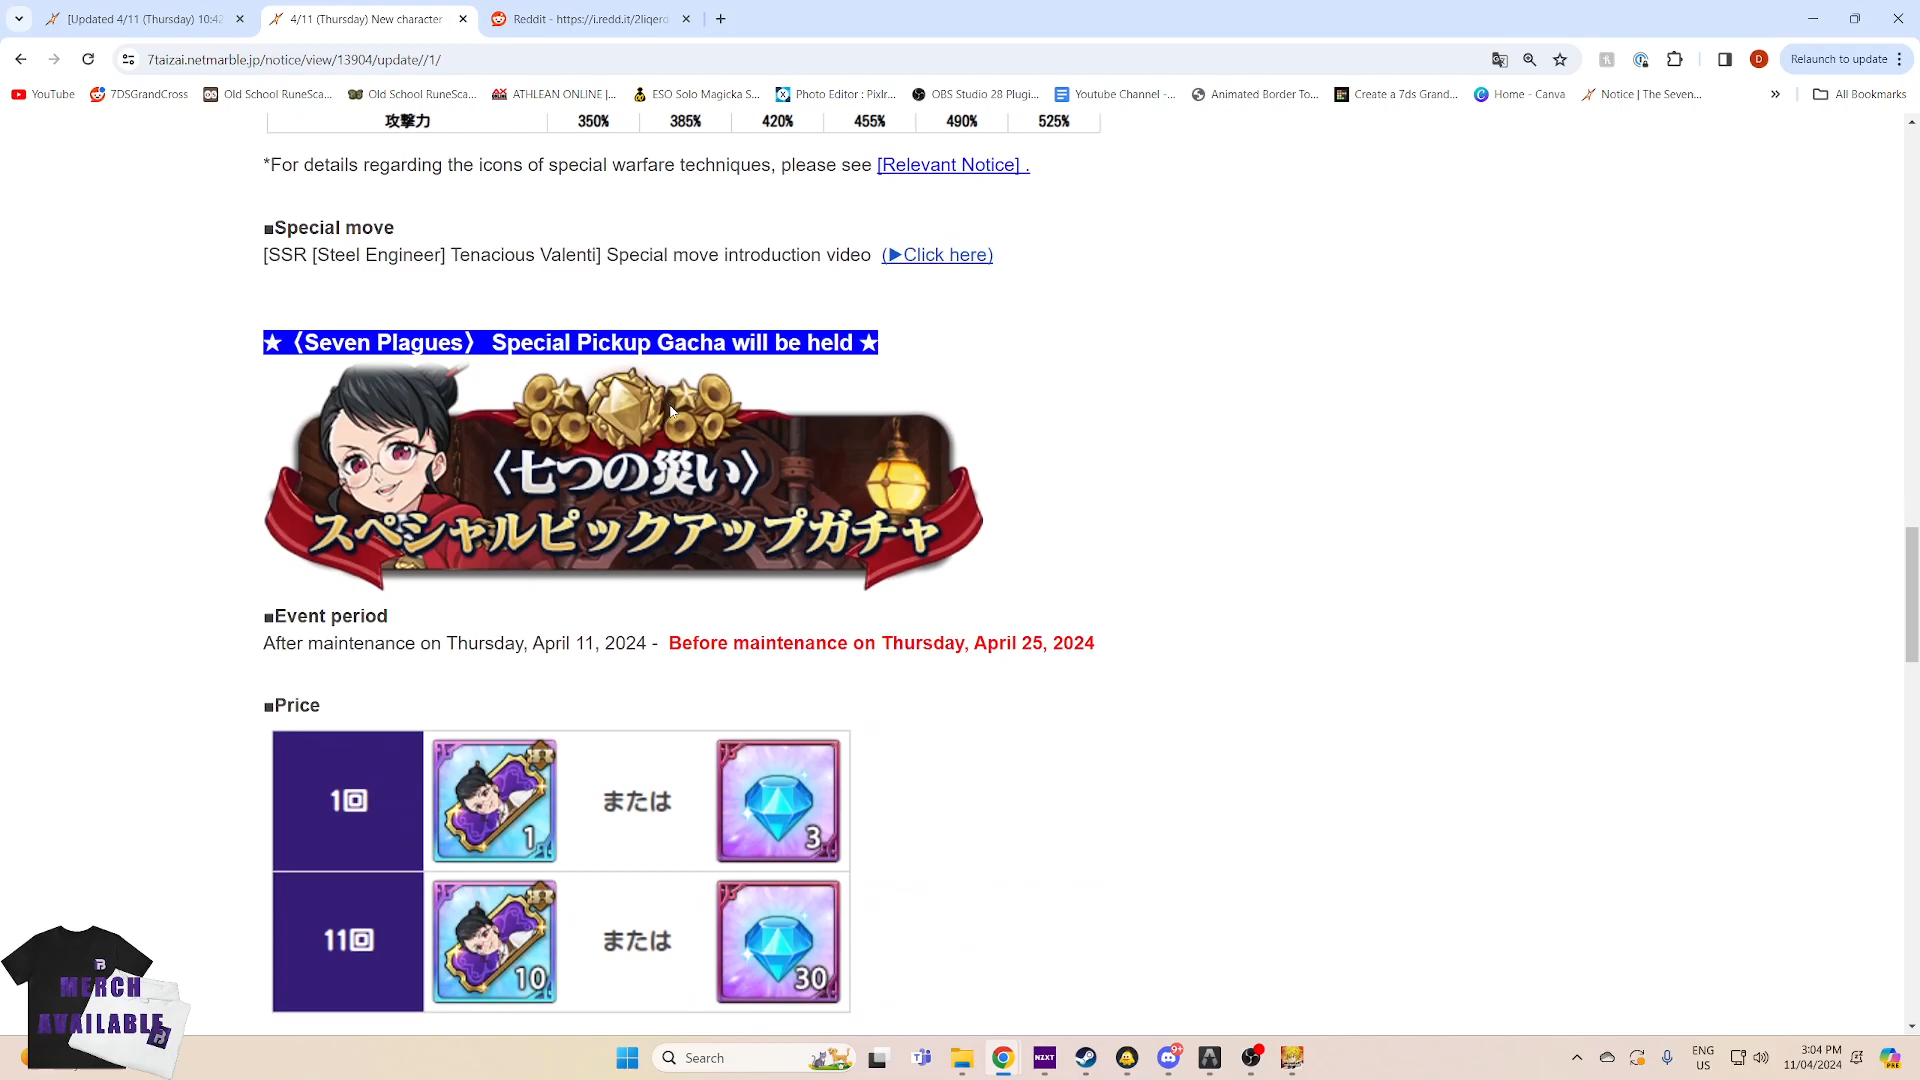 [Updated 4/11 (Thursday) 10:42
4/11 (Thursday) New character
Reddit - https://i.redd.it/2liqero
7taizai.netmarble.jp/notice/view/13904/update//1/
D
Relaunch to update
YouTube
7DSGrandCross
Old School RuneSca...
Old School RuneSca...
ATHLEAN ONLINE |...
ESO Solo Magicka S...
Photo Editor : Pixlr...
OBS Studio 28 Plugi...
Youtube Channel -...
Animated Border To...
Create a 7ds Grand...
Home - Canva
Notice | The Seven...
»
All Bookmarks
攻撃力 350% 385% 420% 455% 490% 525%
*For details regarding the icons of special warfare techniques, please see [Relevant Notice] .
■Special move
[SSR [Steel Engineer] Tenacious Valenti] Special move introduction video (▶Click here)
★〈Seven Plagues〉 Special Pickup Gacha will be held ★
〈七つの災い〉
スペシャルピックアップガチャ
■Event period
After maintenance on Thursday, April 11, 2024 - Before maintenance on Thursday, April 25, 2024
■Price
1回 1 または 3
11回 10 または 30
MERCH
AVAILABLE
Search
NZXT
9+
ENG
US
3:04 PM
11/04/2024
PRE